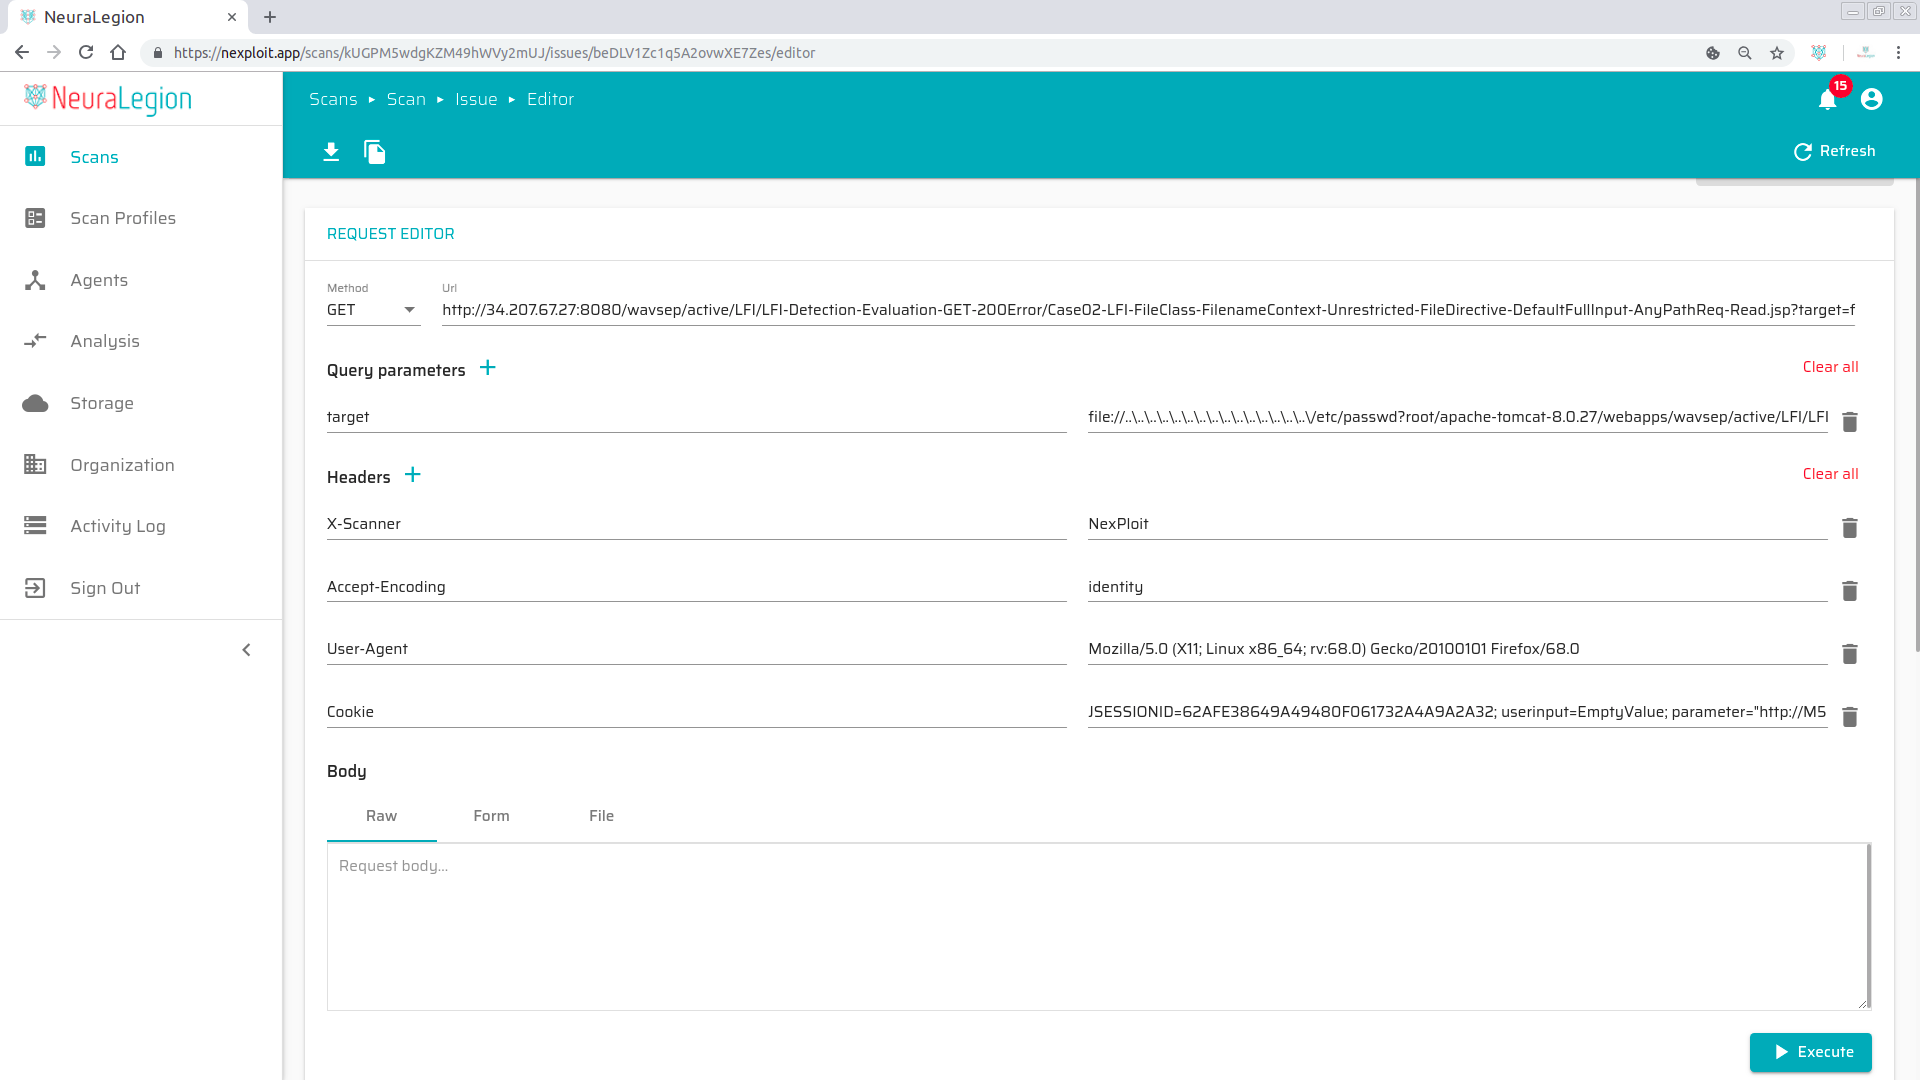 NeuraLegion
https://nexploit.app/scans/kUGPM5wdgKZM49hWVy2mUJ/issues/beDLV1Zc1q5A2ovwXE7Zes/editor
NeuraLegion
Scans ▸ Scan ▸ Issue ▸ Editor
15
Refresh
Scans
Scan Profiles
Agents
Analysis
Storage
Organization
Activity Log
Sign Out
REQUEST EDITOR
Method
Url
GET
http://34.207.67.27:8080/wavsep/active/LFI/LFI-Detection-Evaluation-GET-200Error/Case02-LFI-FileClass-FilenameContext-Unrestricted-FileDirective-DefaultFullInput-AnyPathReq-Read.jsp?target=f
Query parameters +
Clear all
target
file://..\..\..\..\..\..\..\..\..\..\..\..\..\..\..\/etc/passwd?root/apache-tomcat-8.0.27/webapps/wavsep/active/LFI/LFI
Headers +
Clear all
X-Scanner
NexPloit
Accept-Encoding
identity
User-Agent
Mozilla/5.0 (X11; Linux x86_64; rv:68.0) Gecko/20100101 Firefox/68.0
Cookie
JSESSIONID=62AFE38649A49480F061732A4A9A2A32; userinput=EmptyValue; parameter="http://M5
Body
Raw
Form
File
Request body...
Execute